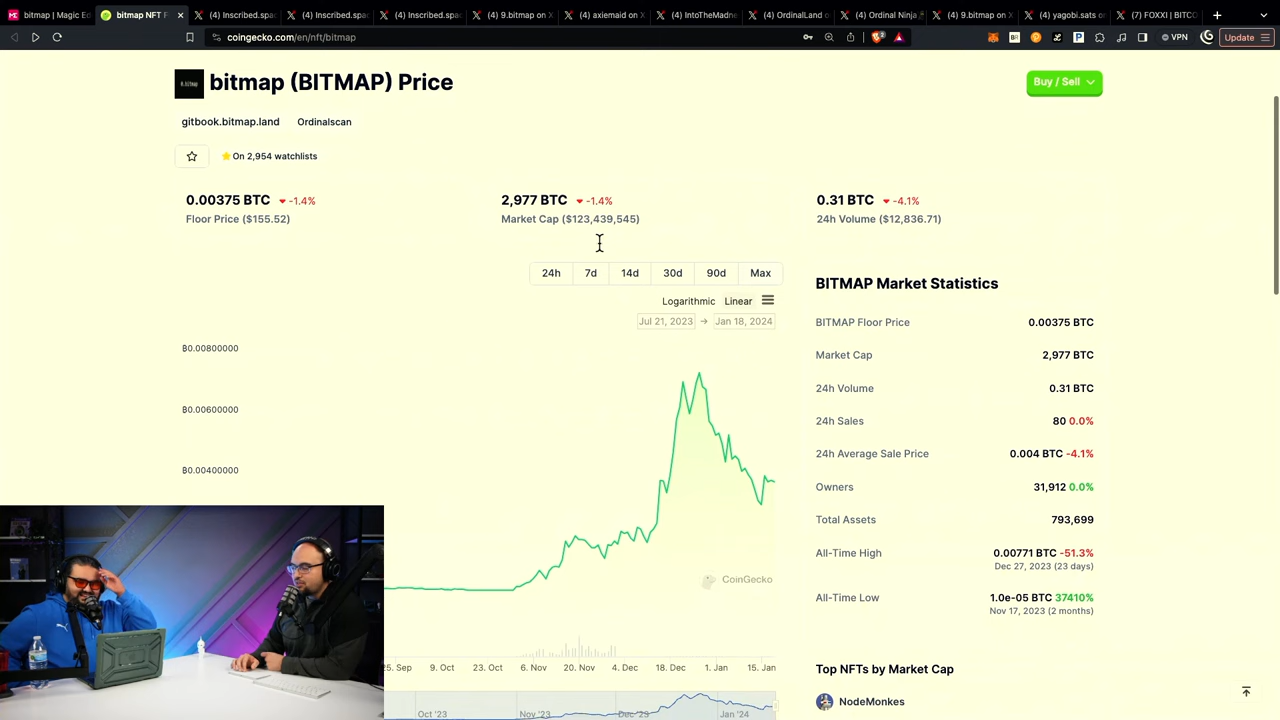 bitmap | Magic Ed
bitmap NFT F
(4) Inscribed.spac
(4) Inscribed.spac
(4) Inscribed.spac
(4) 9.bitmap on X
(4) axiemaid on X
(4) IntoTheMadne
(4) OrdinalLand o
(4) Ordinal Ninja
(4) 9.bitmap on X
(4) yagobi.sats on
(7) FOXXI | BITCO
coingecko.com/en/nft/bitmap
VPN
Update
bitmap (BITMAP) Price
Buy / Sell
gitbook.bitmap.land
Ordinalscan
On 2,954 watchlists
0.00375 BTC -1.4%
Floor Price ($155.52)
2,977 BTC -1.4%
Market Cap ($123,439,545)
0.31 BTC -4.1%
24h Volume ($12,836.71)
24h 7d 14d 30d 90d Max
Logarithmic Linear
Jul 21, 2023 → Jan 18, 2024
₿0.00800000
₿0.00600000
₿0.00400000
CoinGecko
25. Sep 9. Oct 23. Oct 6. Nov 20. Nov 4. Dec 18. Dec 1. Jan 15. Jan
Oct '23 Nov '23 Dec '23 Jan '24
BITMAP Market Statistics
BITMAP Floor Price 0.00375 BTC
Market Cap 2,977 BTC
24h Volume 0.31 BTC
24h Sales 80 0.0%
24h Average Sale Price 0.004 BTC -4.1%
Owners 31,912 0.0%
Total Assets 793,699
All-Time High 0.00771 BTC -51.3%
Dec 27, 2023 (23 days)
All-Time Low 1.0e-05 BTC 37410%
Nov 17, 2023 (2 months)
Top NFTs by Market Cap
NodeMonkes